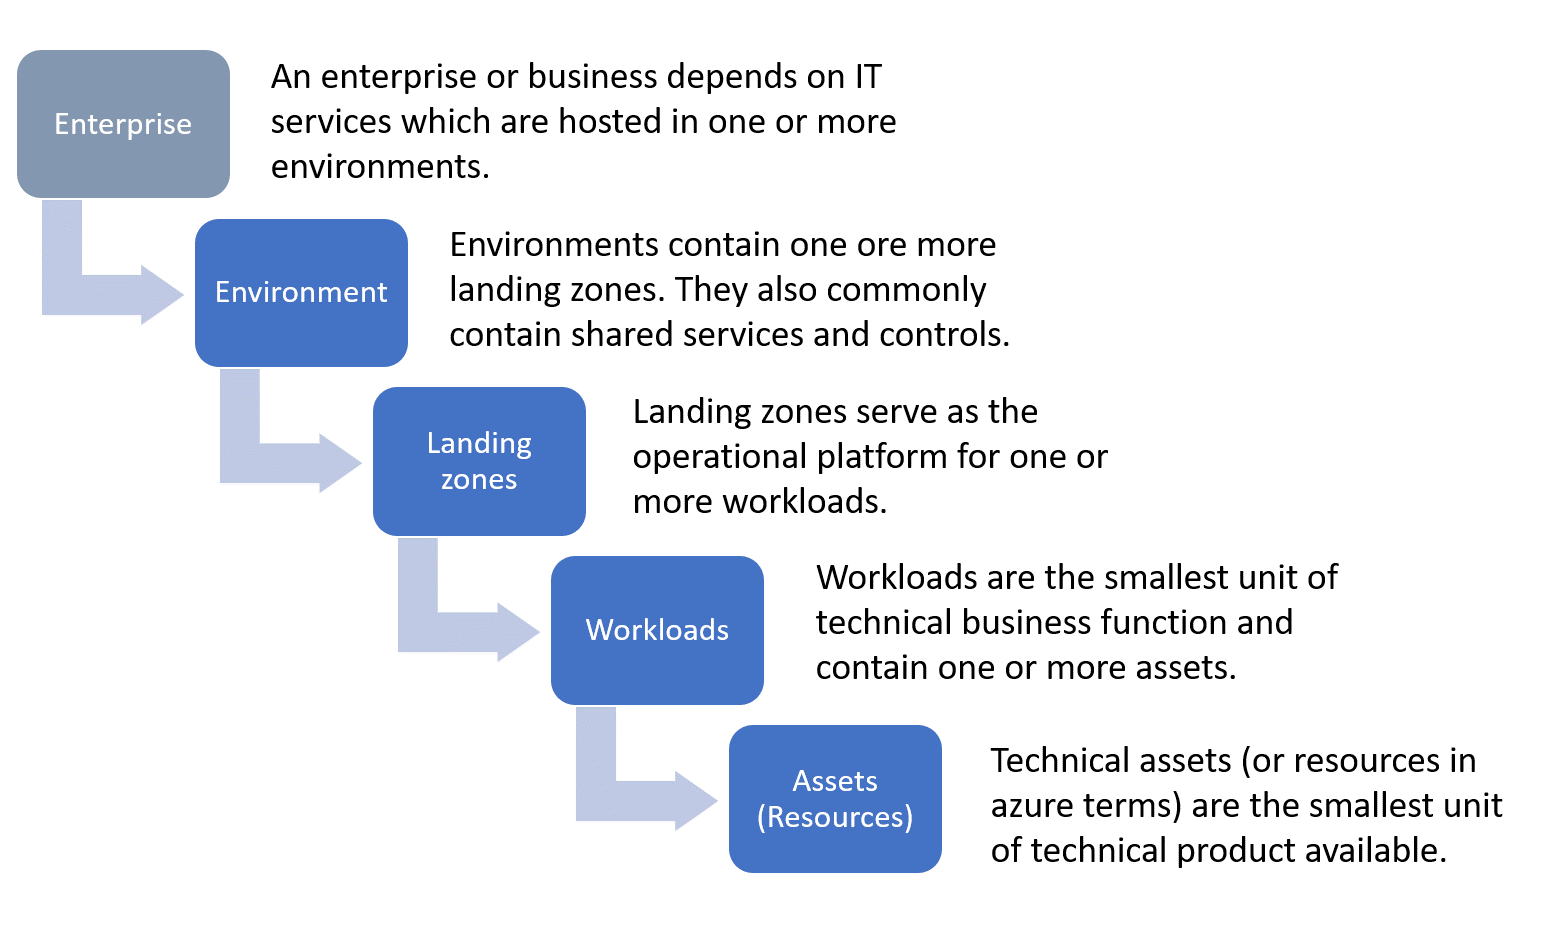 Enterprise
An enterprise or business depends on IT
services which are hosted in one or more
environments.
Environment
Environments contain one ore more
landing zones. They also commonly
contain shared services and controls.
Landing
zones
Landing zones serve as the
operational platform for one or
more workloads.
Workloads
Workloads are the smallest unit of
technical business function and
contain one or more assets.
Assets
(Resources)
Technical assets (or resources in
azure terms) are the smallest unit
of technical product available.